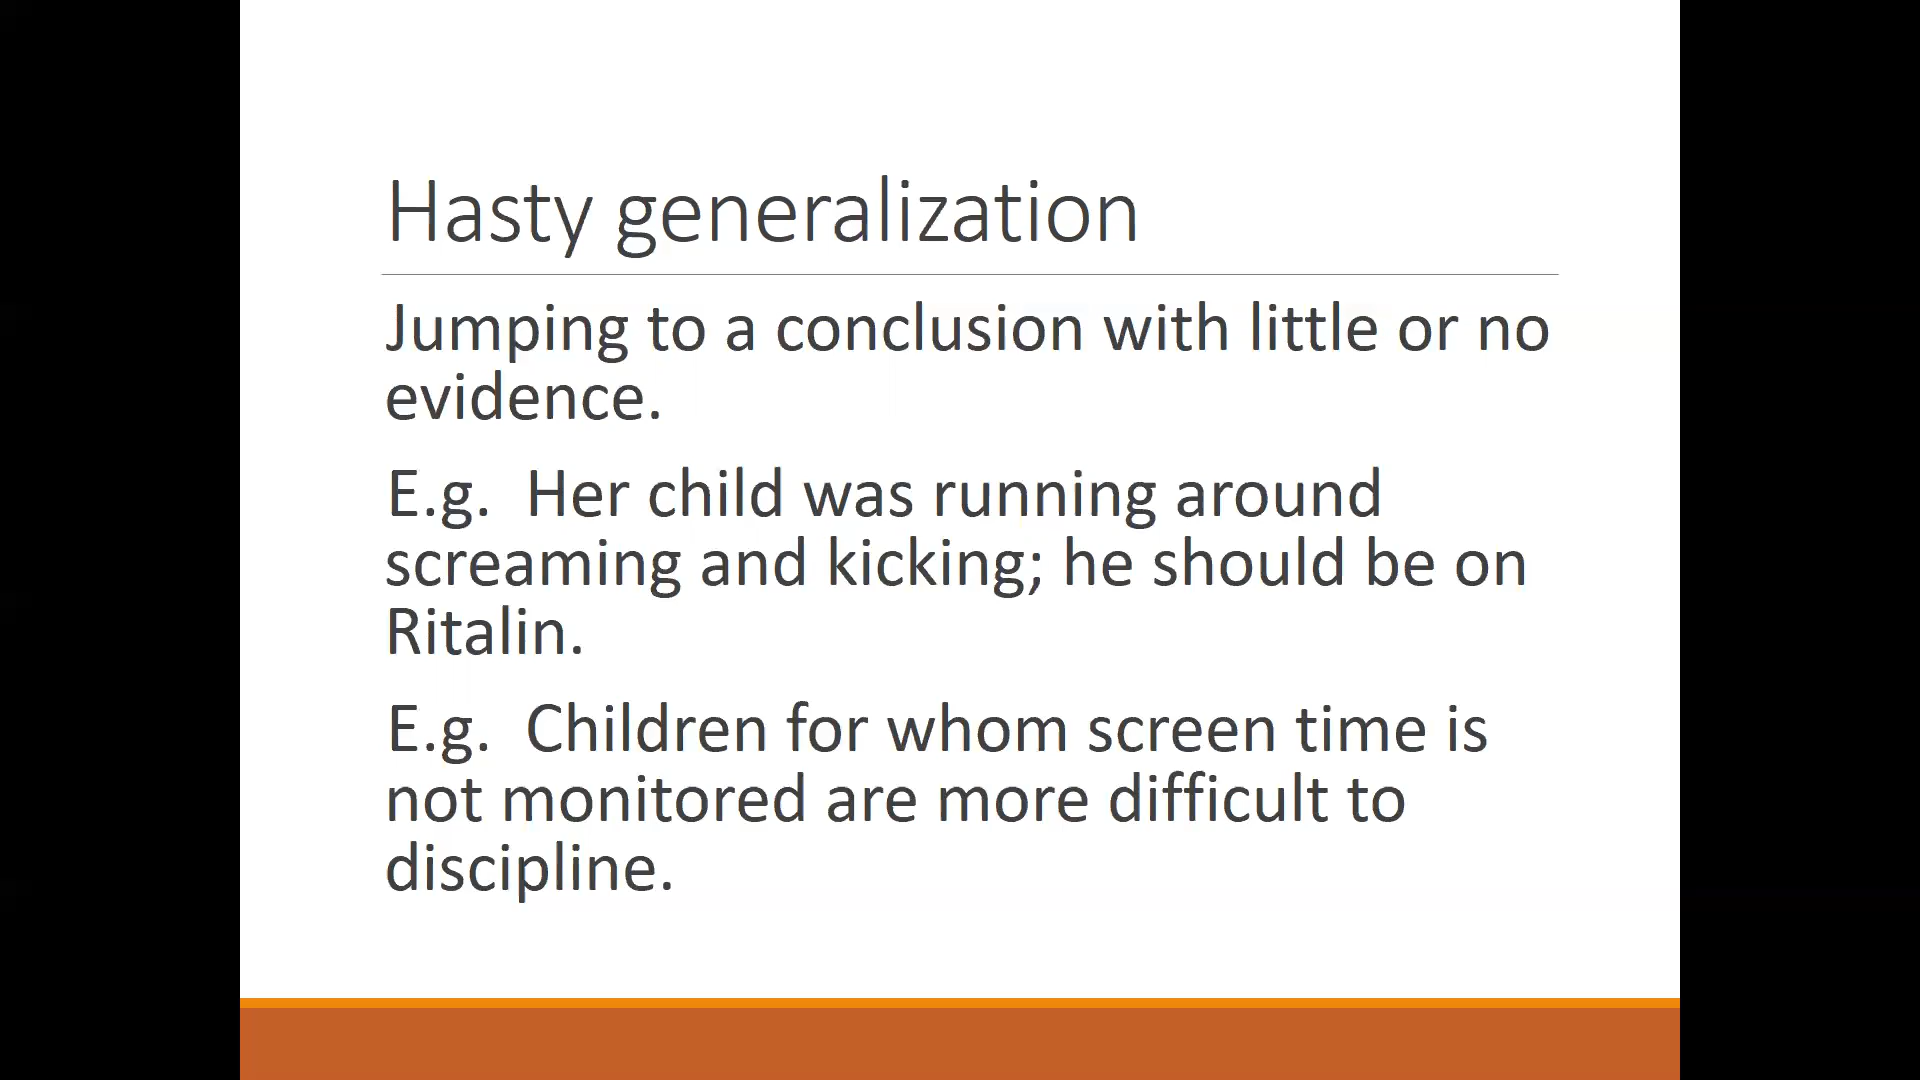 Hasty generalization
Jumping to a conclusion with little or no
evidence.
E.g.  Her child was running around
screaming and kicking; he should be on
Ritalin.
E.g.  Children for whom screen time is
not monitored are more difficult to
discipline.